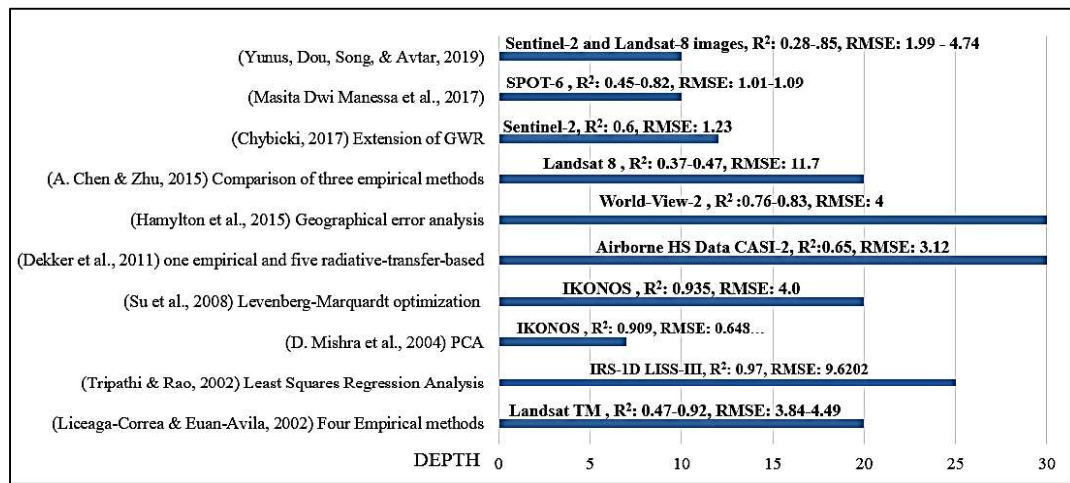 (Yunus, Dou, Song, & Avtar, 2019) Sentinel-2 and Landsat-8 images, R²: 0.28-.85, RMSE: 1.99 - 4.74
(Masita Dwi Manessa et al., 2017) SPOT-6 , R²: 0.45-0.82, RMSE: 1.01-1.09
(Chybicki, 2017) Extension of GWR Sentinel-2, R²: 0.6, RMSE: 1.23
(A. Chen & Zhu, 2015) Comparison of three empirical methods Landsat 8 , R²: 0.37-0.47, RMSE: 11.7
(Hamylton et al., 2015) Geographical error analysis World-View-2 , R² :0.76-0.83, RMSE: 4
(Dekker et al., 2011) one empirical and five radiative-transfer-based Airborne HS Data CASI-2, R²:0.65, RMSE: 3.12
(Su et al., 2008) Levenberg-Marquardt optimization IKONOS , R²: 0.935, RMSE: 4.0
(D. Mishra et al., 2004) PCA IKONOS , R²: 0.909, RMSE: 0.648...
(Tripathi & Rao, 2002) Least Squares Regression Analysis IRS-1D LISS-III, R²: 0.97, RMSE: 9.6202
(Liceaga-Correa & Euan-Avila, 2002) Four Empirical methods Landsat TM , R²: 0.47-0.92, RMSE: 3.84-4.49
DEPTH 0 5 10 15 20 25 30